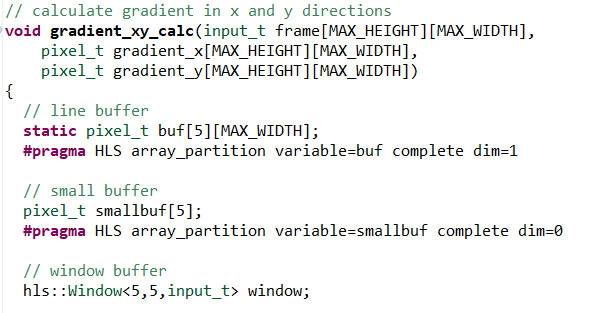 // calculate gradient in x and y directions
void gradient_xy_calc(input_t frame[MAX_HEIGHT][MAX_WIDTH],
    pixel_t gradient_x[MAX_HEIGHT][MAX_WIDTH],
    pixel_t gradient_y[MAX_HEIGHT][MAX_WIDTH])
{
  // line buffer
  static pixel_t buf[5][MAX_WIDTH];
  #pragma HLS array_partition variable=buf complete dim=1

  // small buffer
  pixel_t smallbuf[5];
  #pragma HLS array_partition variable=smallbuf complete dim=0

  // window buffer
  hls::Window<5,5,input_t> window;